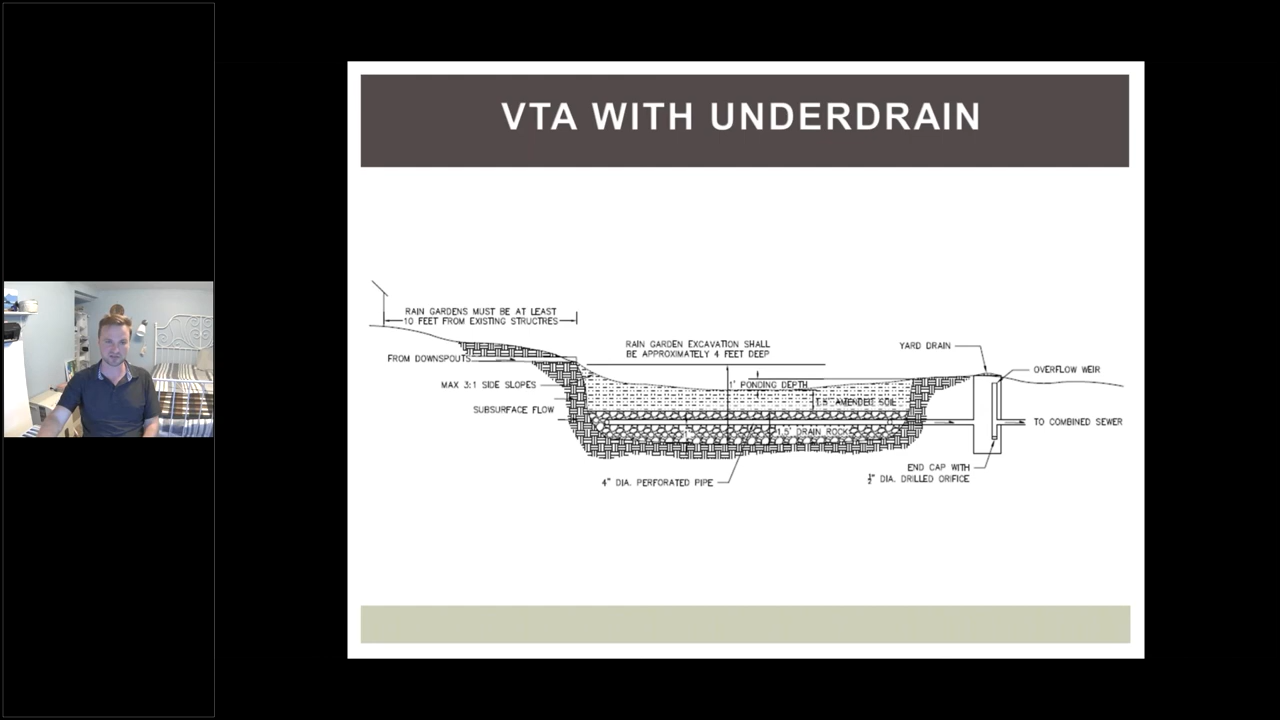 VTA WITH UNDERDRAIN
RAIN GARDENS MUST BE AT LEAST
10 FEET FROM EXISTING STRUCTRES
RAIN GARDEN EXCAVATION SHALL
BE APPROXIMATELY 4 FEET DEEP
YARD DRAIN
FROM DOWNSPOUTS
OVERFLOW WEIR
MAX 3:1 SIDE SLOPES
1' PONDING DEPTH
1.5' AMENDED SOIL
SUBSURFACE FLOW
TO COMBINED SEWER
1.5' DRAIN ROCK
END CAP WITH
½" DIA. DRILLED ORIFICE
4" DIA. PERFORATED PIPE